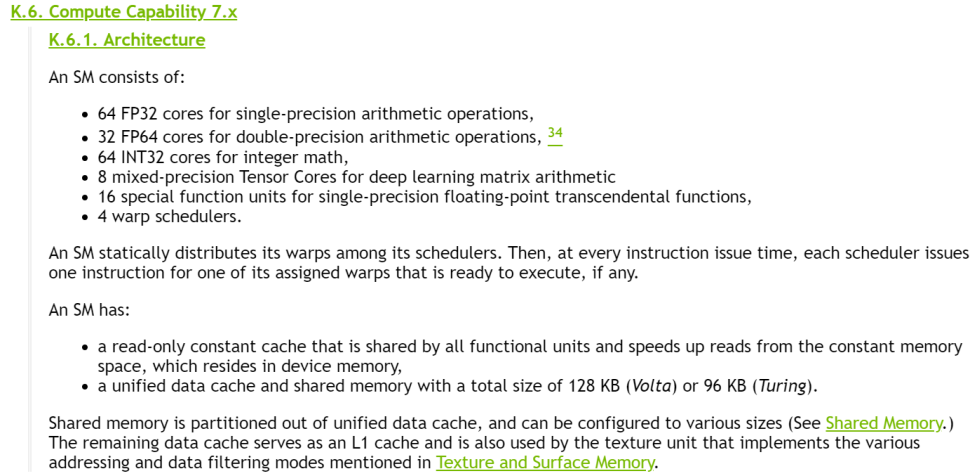 K.6. Compute Capability 7.x
K.6.1. Architecture
An SM consists of:
• 64 FP32 cores for single-precision arithmetic operations,
• 32 FP64 cores for double-precision arithmetic operations, 34
• 64 INT32 cores for integer math,
• 8 mixed-precision Tensor Cores for deep learning matrix arithmetic
• 16 special function units for single-precision floating-point transcendental functions,
• 4 warp schedulers.
An SM statically distributes its warps among its schedulers. Then, at every instruction issue time, each scheduler issues
one instruction for one of its assigned warps that is ready to execute, if any.
An SM has:
• a read-only constant cache that is shared by all functional units and speeds up reads from the constant memory
space, which resides in device memory,
• a unified data cache and shared memory with a total size of 128 KB (Volta) or 96 KB (Turing).
Shared memory is partitioned out of unified data cache, and can be configured to various sizes (See Shared Memory.)
The remaining data cache serves as an L1 cache and is also used by the texture unit that implements the various
addressing and data filtering modes mentioned in Texture and Surface Memory.